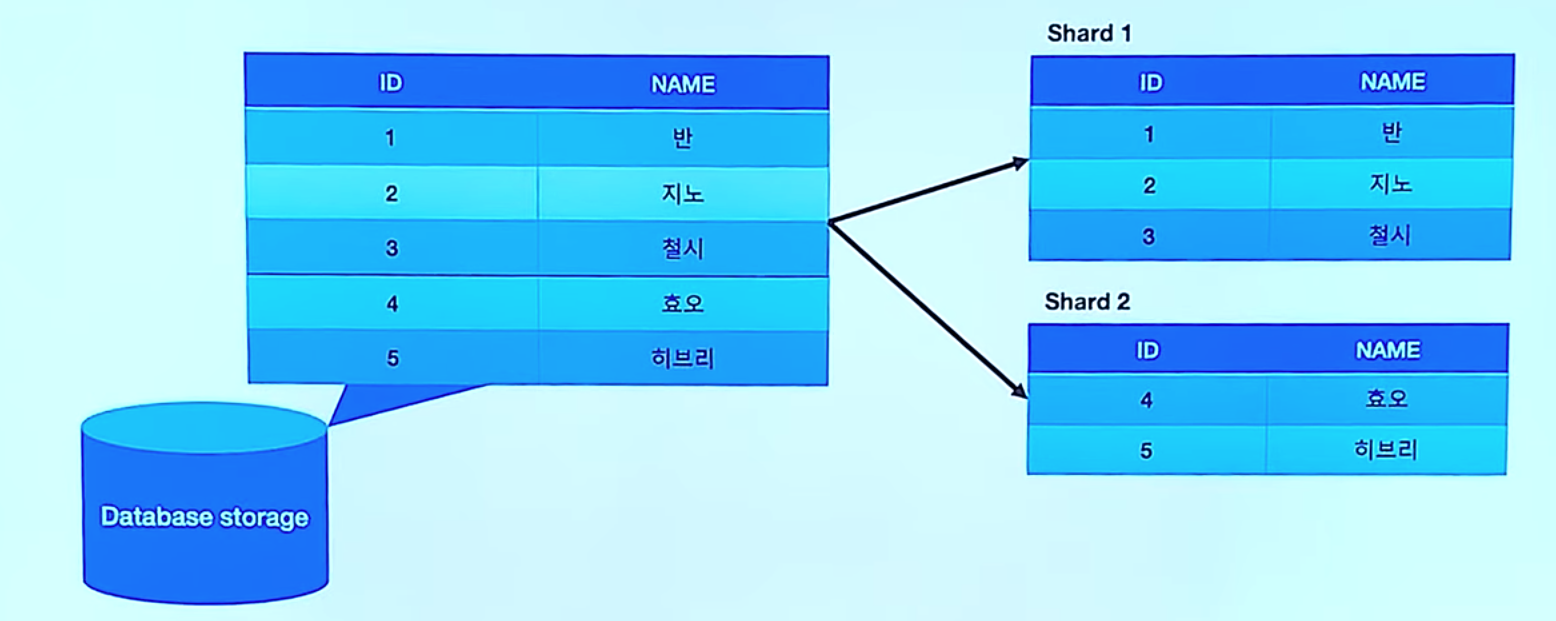 ID NAME
1 반
2 지노
3 철시
4 효오
5 히브리
Database storage
Shard 1
ID NAME
1 반
2 지노
3 철시
Shard 2
ID NAME
4 효오
5 히브리